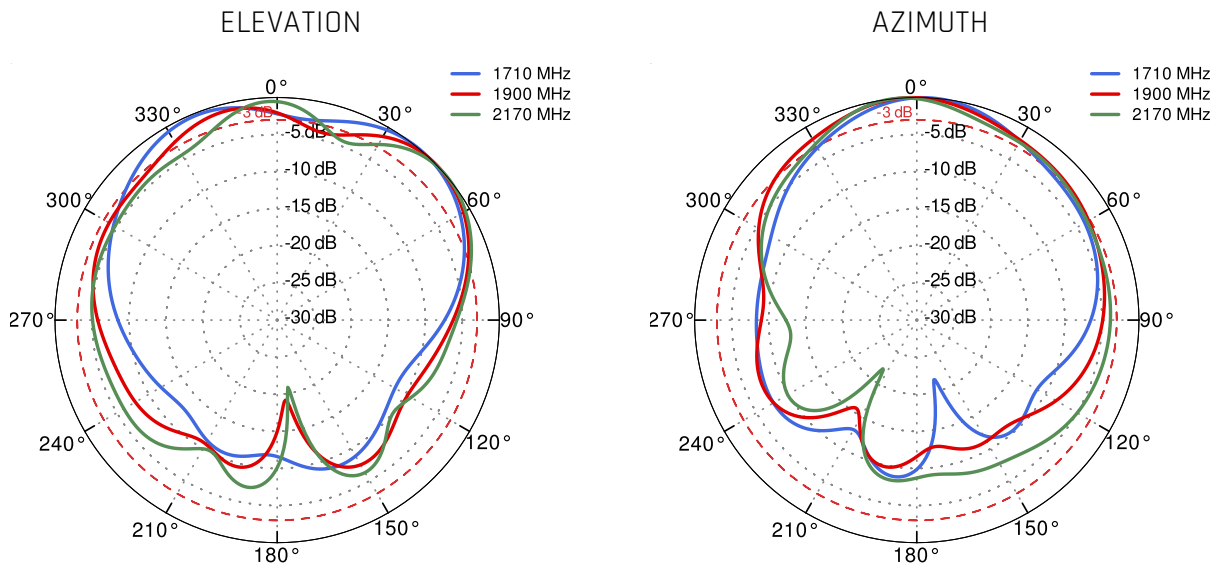 ELEVATION
1710 MHz
1900 MHz
2170 MHz
0°
30°
60°
90°
120°
150°
180°
210°
240°
270°
300°
330°
-3 dB
-5 dB
-10 dB
-15 dB
-20 dB
-25 dB
-30 dB
AZIMUTH
1710 MHz
1900 MHz
2170 MHz
0°
30°
60°
90°
120°
150°
180°
210°
240°
270°
300°
330°
-3 dB
-5 dB
-10 dB
-15 dB
-20 dB
-25 dB
-30 dB